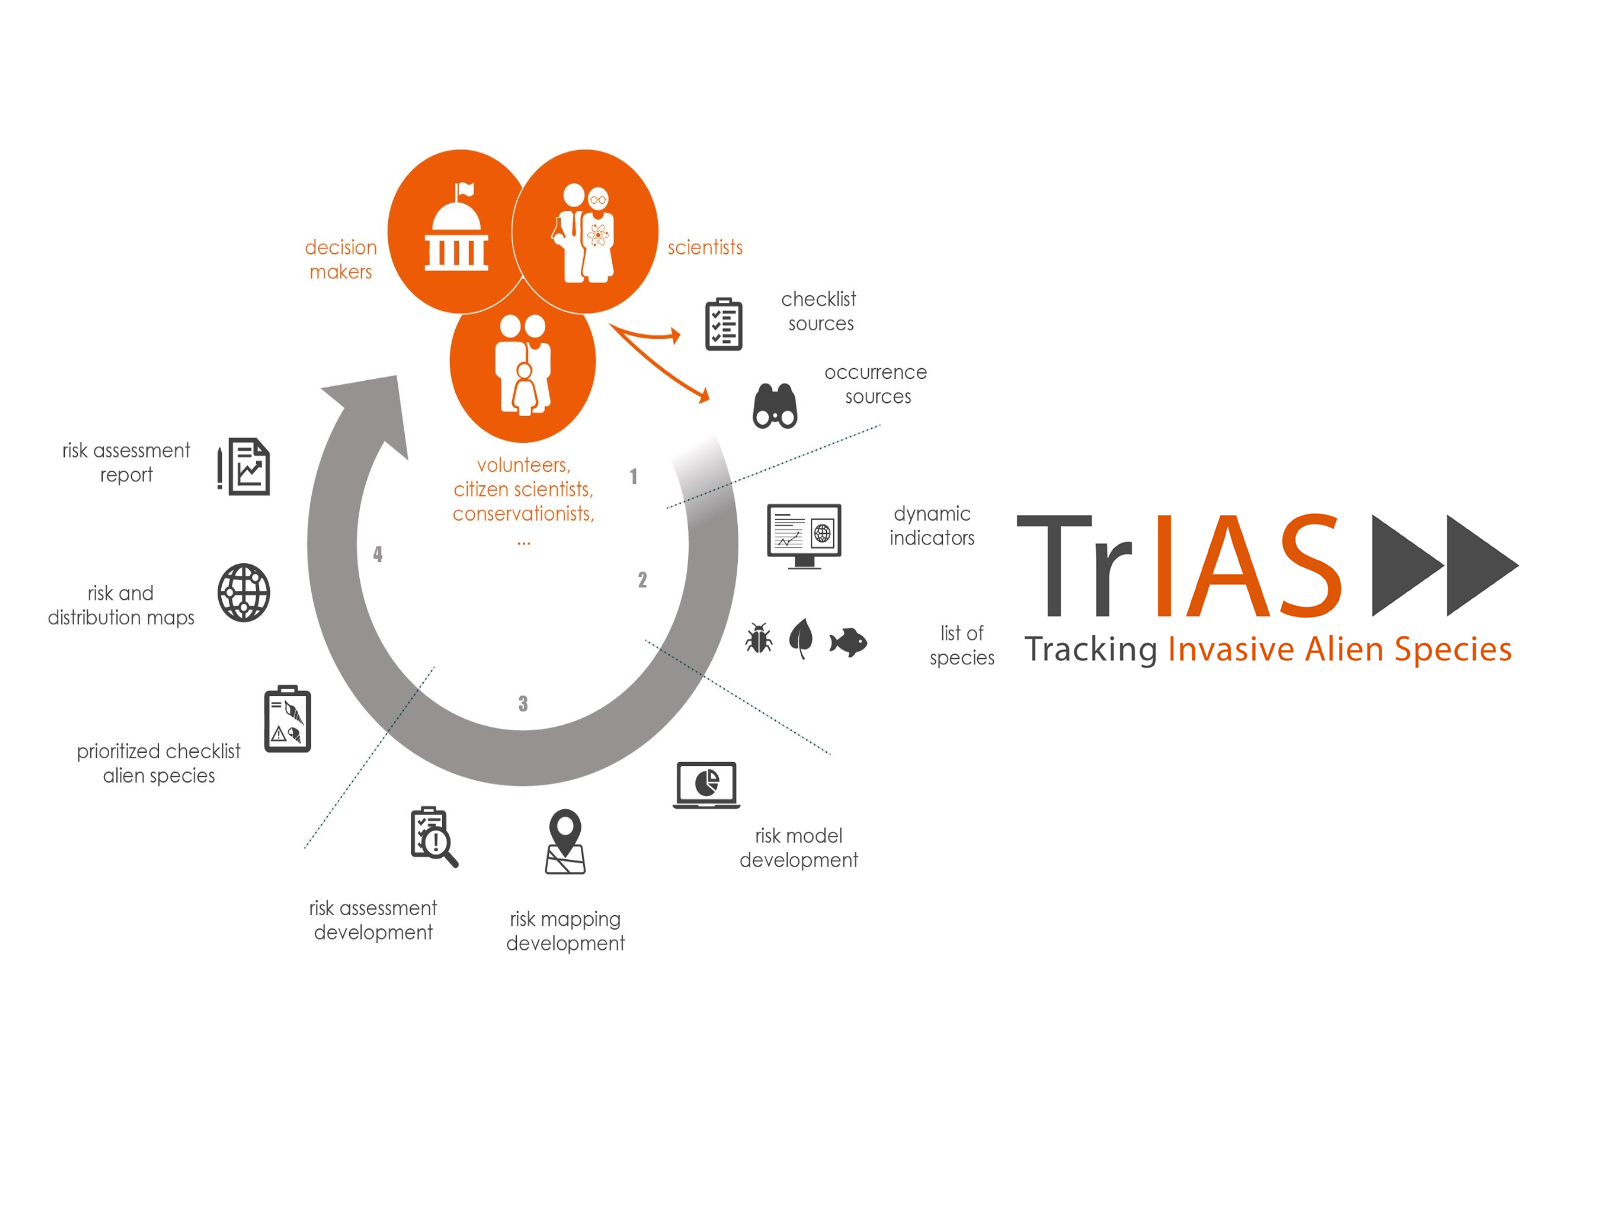 decision
makers
scientists
checklist
sources
occurrence
sources
volunteers,
citizen scientists,
conservationists,
...
1
2
3
4
dynamic
indicators
list of
species
risk model
development
risk mapping
development
risk assessment
development
prioritized checklist
alien species
risk and
distribution maps
risk assessment
report
TrIAS
Tracking Invasive Alien Species